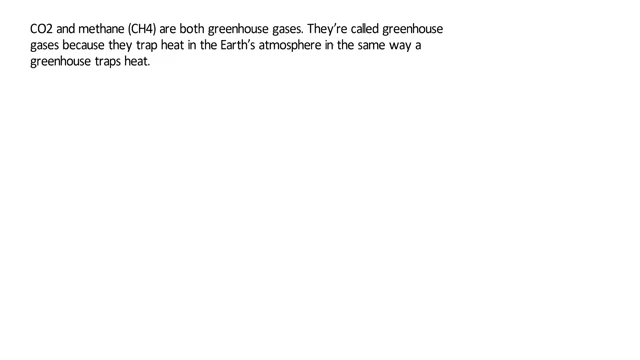 CO2 and methane (CH4) are both greenhouse gases. They’re called greenhouse
gases because they trap heat in the Earth’s atmosphere in the same way a
greenhouse traps heat.